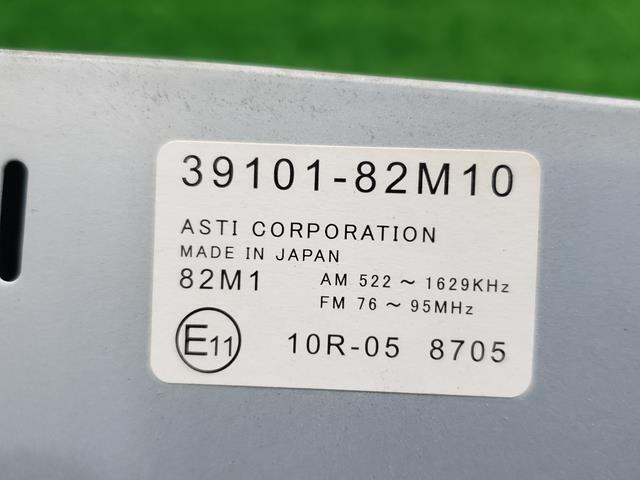 39101-82M10
ASTI CORPORATION
MADE IN JAPAN
82M1 AM 522 ~ 1629KHz
FM 76 ~ 95MHz
E11 10R-05 8705